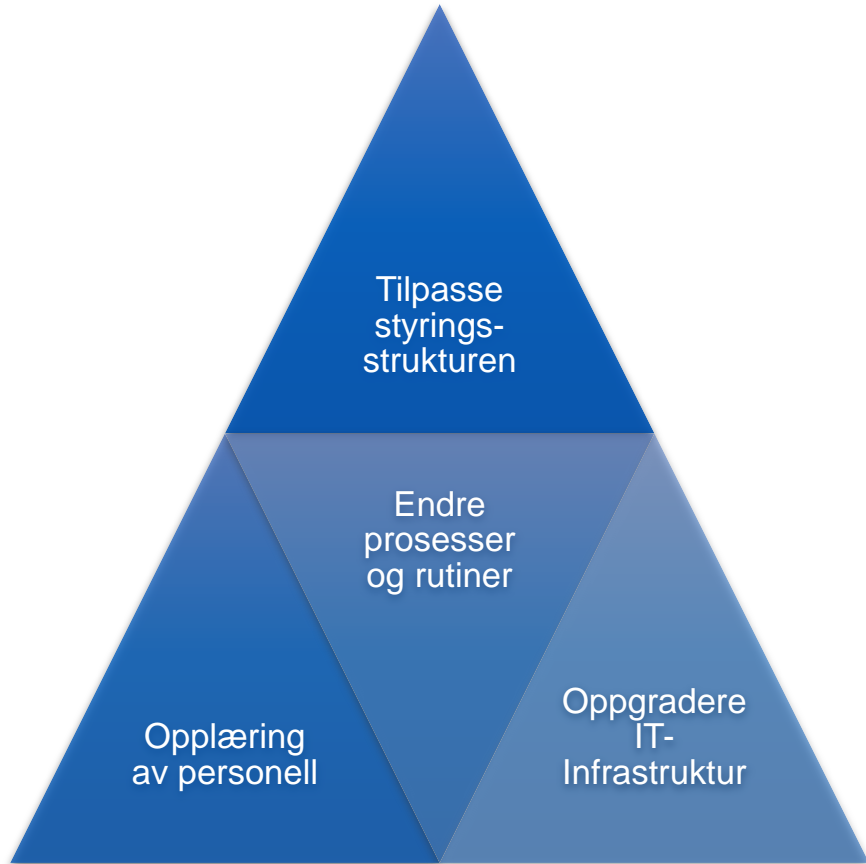 Tilpasse
styrings-
strukturen
Endre
prosesser
og rutiner
Opplæring
av personell
Oppgradere
IT-
Infrastruktur